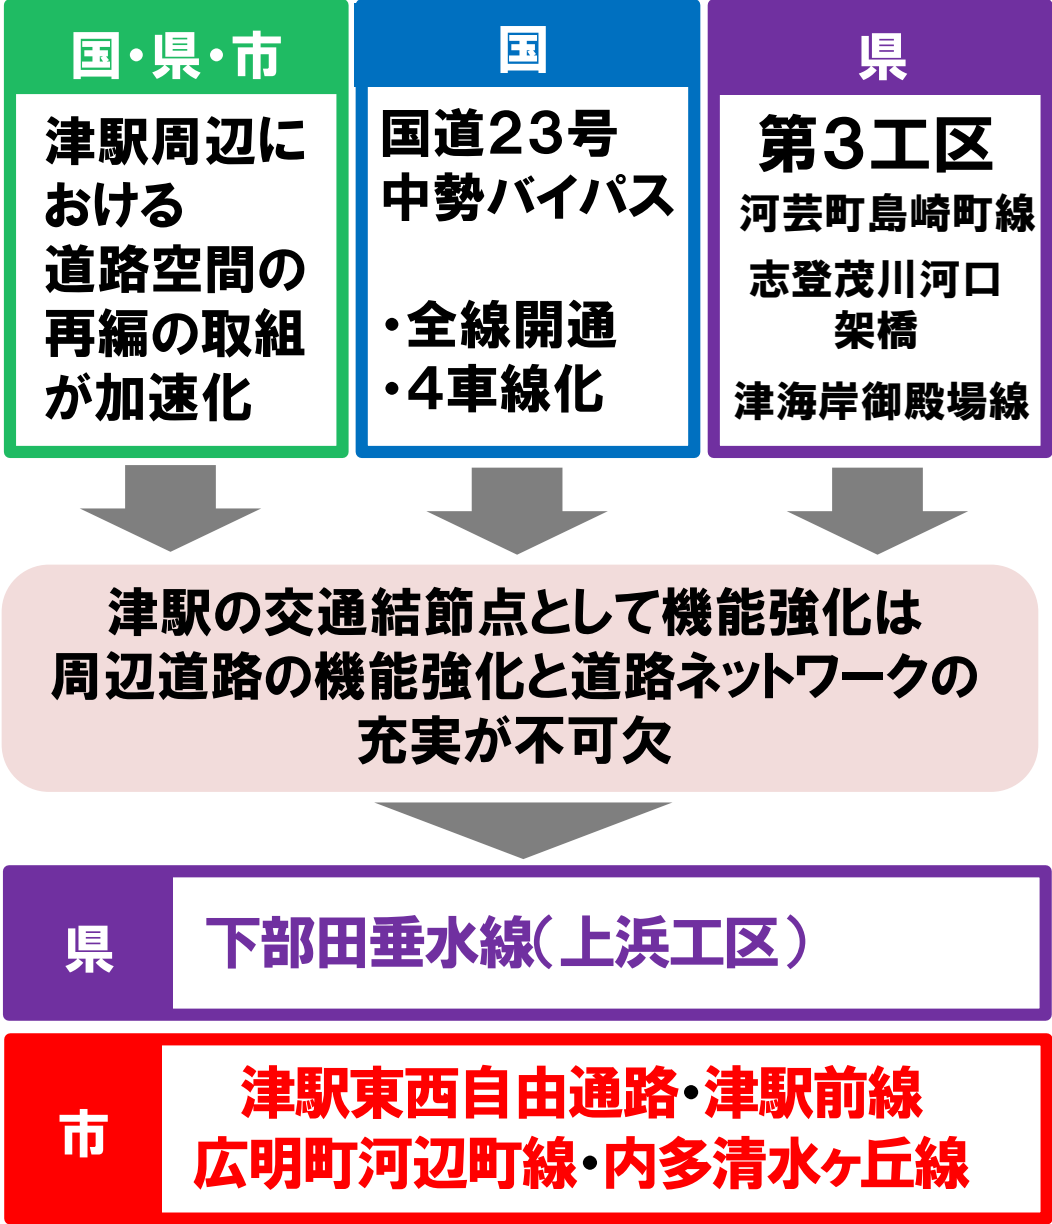 国・県・市
津駅周辺に
おける
道路空間の
再編の取組
が加速化
国
国道２３号
中勢バイパス
・全線開通
・４車線化
県
第３工区
河芸町島崎町線
志登茂川河口
架橋
津海岸御殿場線
津駅の交通結節点として機能強化は
周辺道路の機能強化と道路ネットワークの
充実が不可欠
県
下部田垂水線（上浜工区）
市
津駅東西自由通路・津駅前線
広明町河辺町線・内多清水ヶ丘線